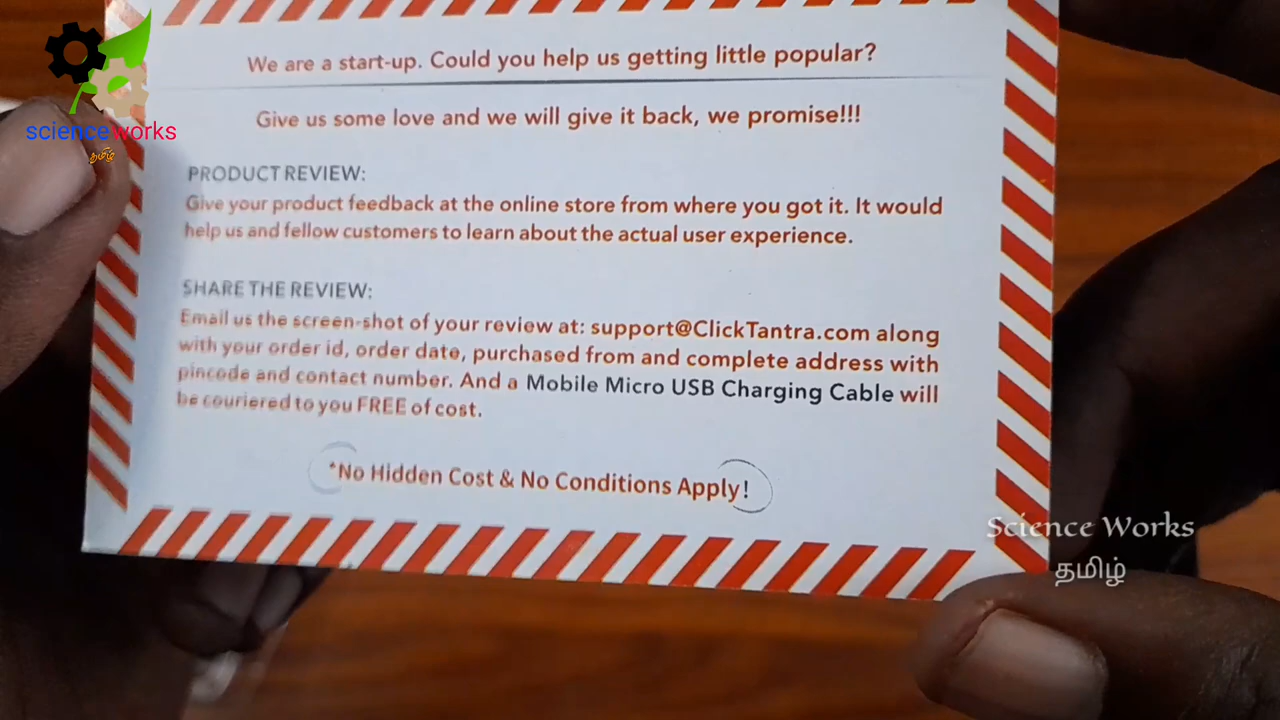 We are a start-up. Could you help us getting little popular?
Give us some love and we will give it back, we promise!!!
PRODUCT REVIEW:
Give your product feedback at the online store from where you got it. It would
help us and fellow customers to learn about the actual user experience.
SHARE THE REVIEW:
Email us the screen-shot of your review at: support@ClickTantra.com along
with your order id, order date, purchased from and complete address with
pincode and contact number. And a Mobile Micro USB Charging Cable will
be couriered to you FREE of cost.
*No Hidden Cost & No Conditions Apply!
scienceworks
தமிழ்
Science Works
தமிழ்